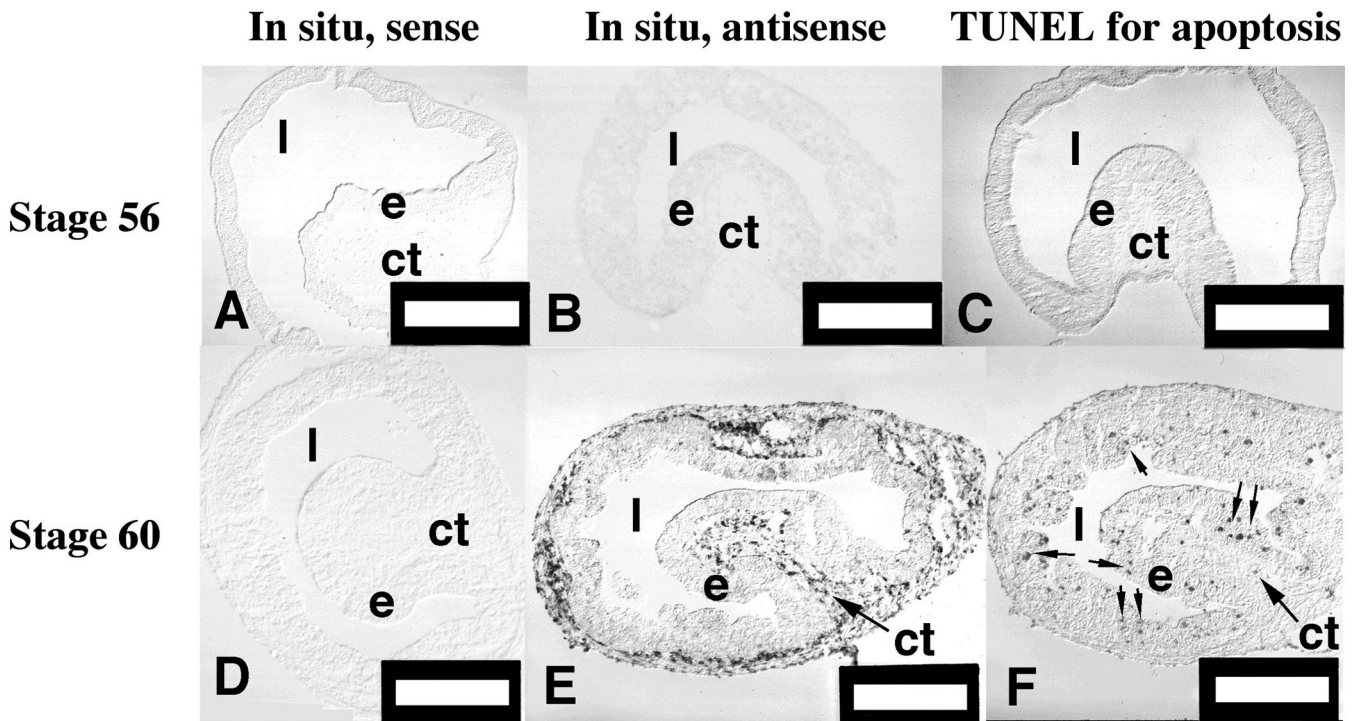 In situ, sense In situ, antisense TUNEL for apoptosis
Stage 56
l
e
ct
A
l
e
ct
B
l
e
ct
C
Stage 60
l
ct
e
D
l
e
ct
E
l
e
ct
F